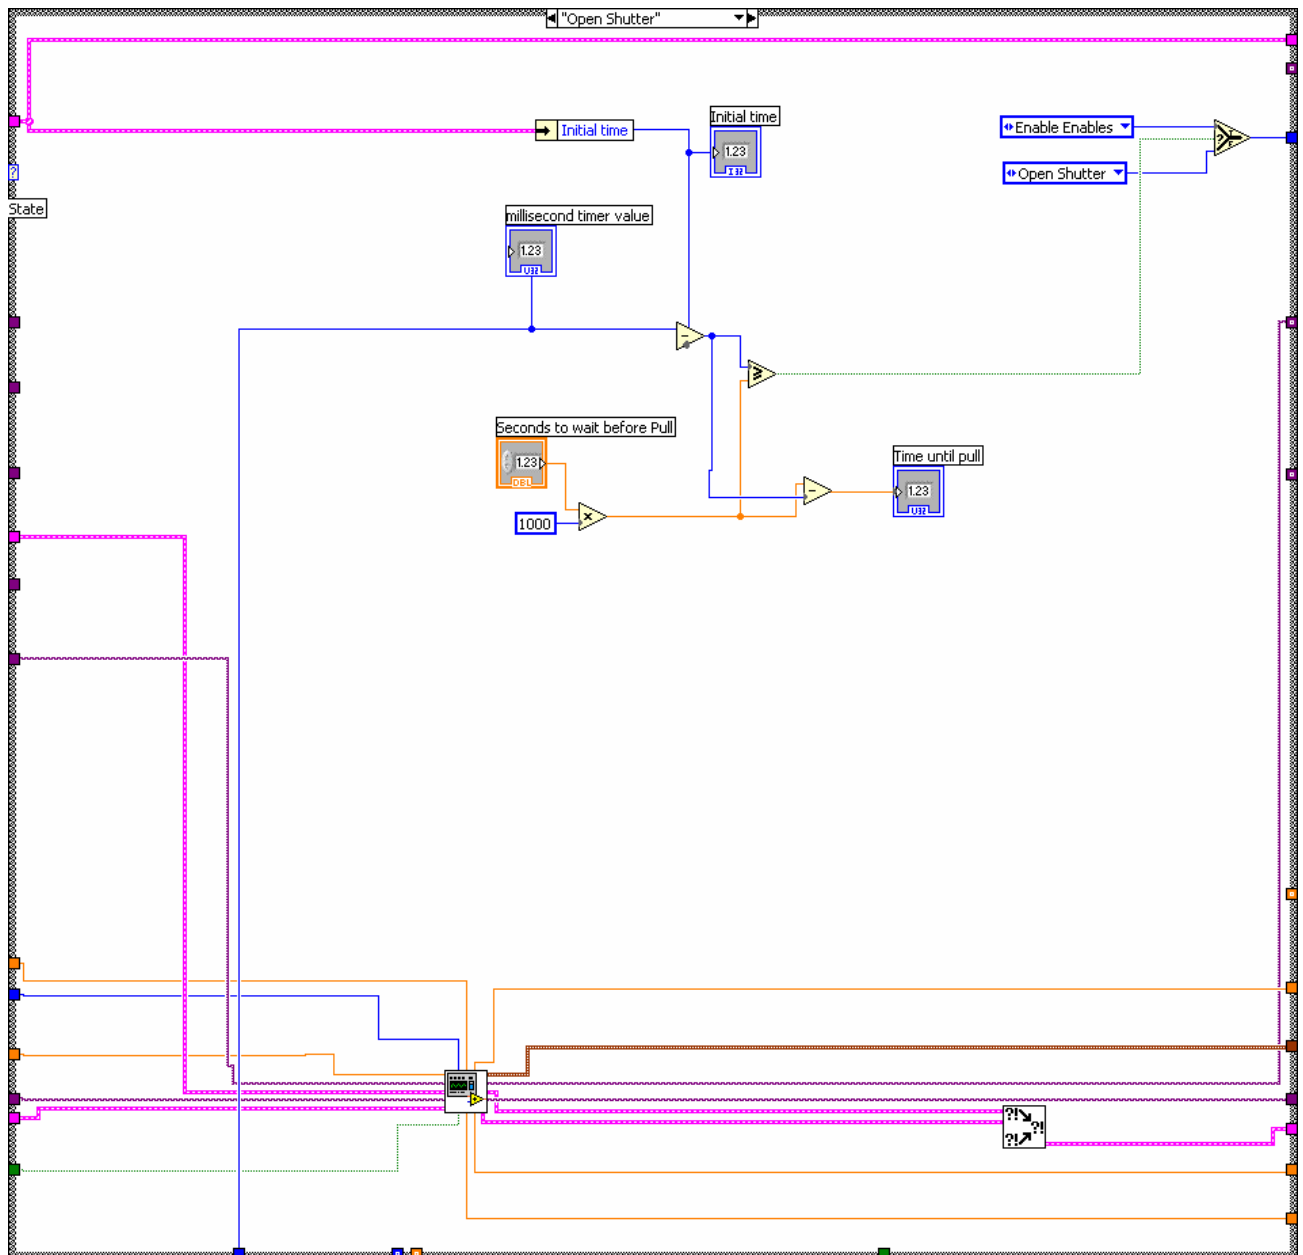 "Open Shutter"
Initial time
Initial time
1.23
I32
Enable Enables
?
Open Shutter
?
State
millisecond timer value
1.23
U32
-
≥
Seconds to wait before Pull
1.23
DBL
Time until pull
-
1.23
U32
x
1000
?!
?!
?!